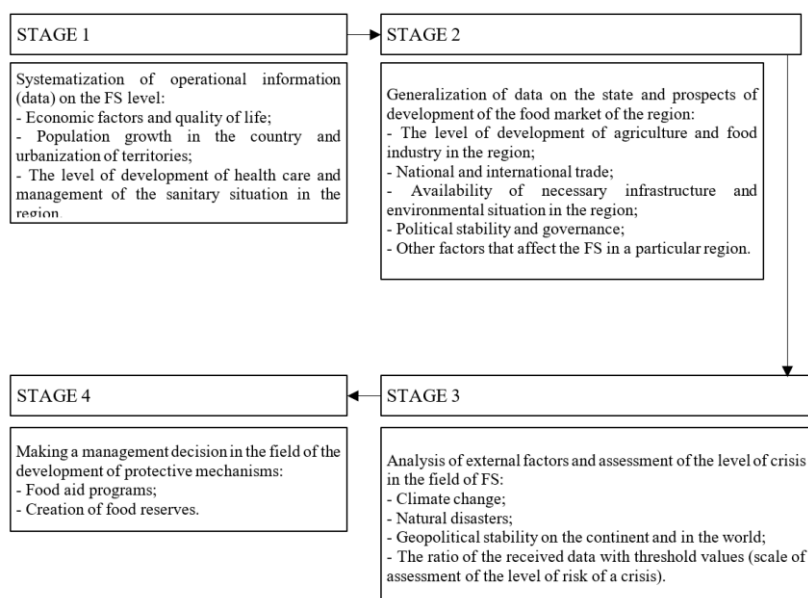 STAGE 1
Systematization of operational information
(data) on the FS level:
- Economic factors and quality of life;
- Population growth in the country and
urbanization of territories;
- The level of development of health care and
management of the sanitary situation in the
region.
STAGE 2
Generalization of data on the state and prospects of
development of the food market of the region:
- The level of development of agriculture and food
industry in the region;
- National and international trade;
- Availability of necessary infrastructure and
environmental situation in the region;
- Political stability and governance;
- Other factors that affect the FS in a particular region.
STAGE 3
Analysis of external factors and assessment of the level of crisis
in the field of FS:
- Climate change;
- Natural disasters;
- Geopolitical stability on the continent and in the world;
- The ratio of the received data with threshold values (scale of
assessment of the level of risk of a crisis).
STAGE 4
Making a management decision in the field of the
development of protective mechanisms:
- Food aid programs;
- Creation of food reserves.